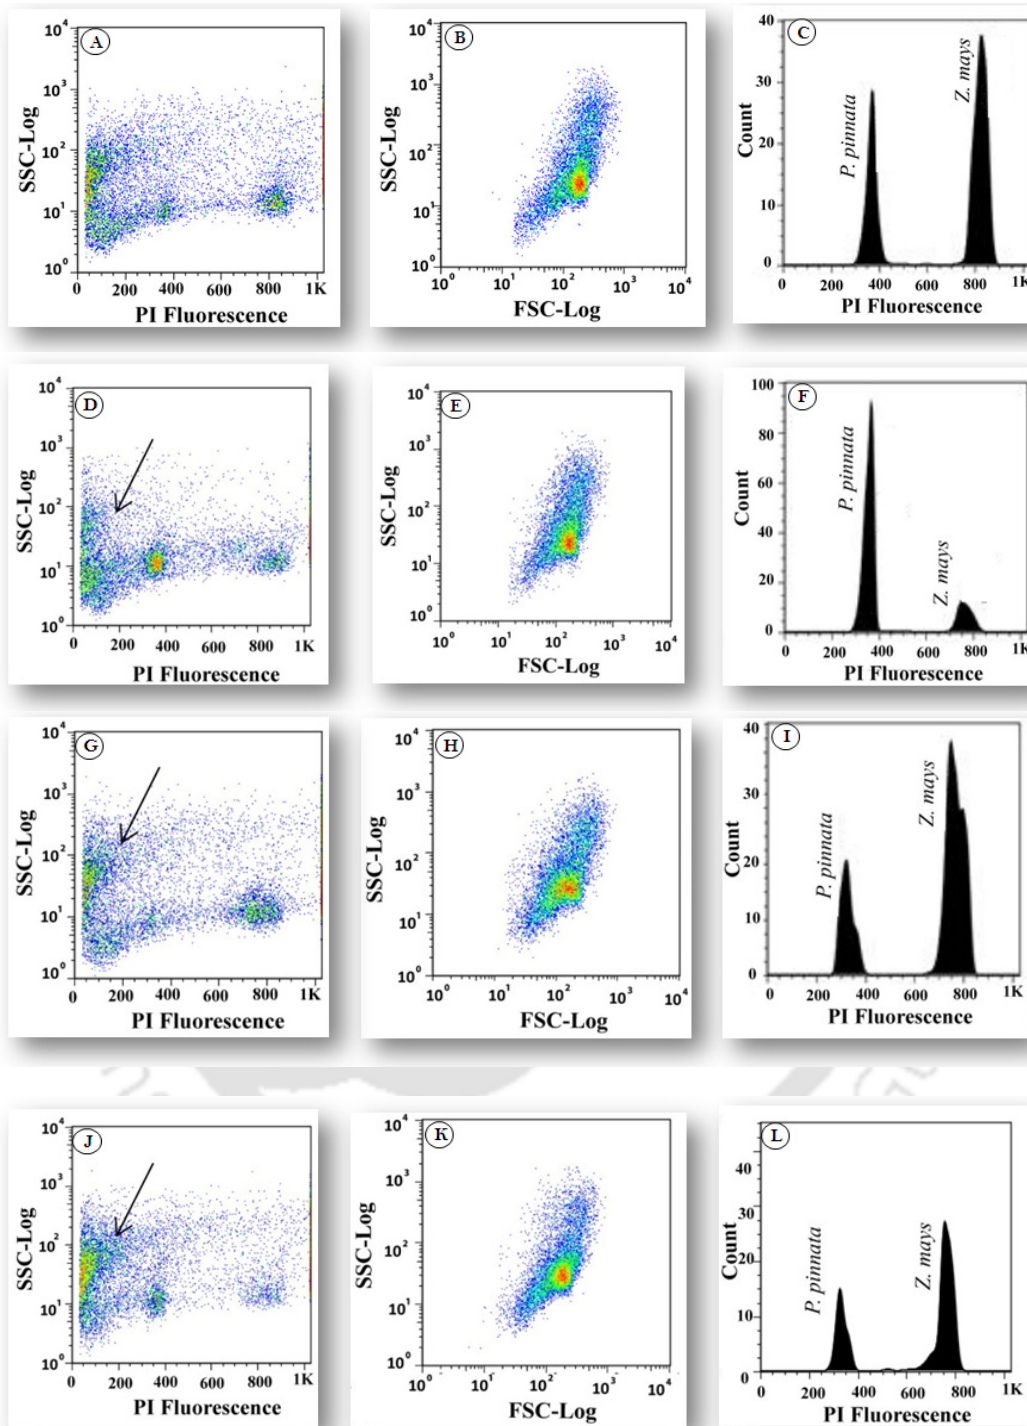 A
SSC-Log
10⁴
10³
10²
10¹
10⁰
0 200 400 600 800 1K
PI Fluorescence
B
SSC-Log
10⁴
10³
10²
10¹
10⁰
10⁰ 10¹ 10² 10³ 10⁴
FSC-Log
C
Count
40
30
20
10
0
P. pinnata
Z. mays
0 200 400 600 800 1K
PI Fluorescence
D
SSC-Log
10⁴
10³
10²
10¹
10⁰
0 200 400 600 800 1K
PI Fluorescence
E
SSC-Log
10⁴
10³
10²
10¹
10⁰
10⁰ 10¹ 10² 10³ 10⁴
FSC-Log
F
Count
100
80
60
40
20
0
P. pinnata
Z. mays
0 200 400 600 800 1K
PI Fluorescence
G
SSC-Log
10⁴
10³
10²
10¹
10⁰
0 200 400 600 800 1K
PI Fluorescence
H
SSC-Log
10⁴
10³
10²
10¹
10⁰
10⁰ 10¹ 10² 10³ 10⁴
FSC-Log
I
Count
40
30
20
10
0
P. pinnata
Z. mays
0 200 400 600 800 1K
PI Fluorescence
J
SSC-Log
10⁴
10³
10²
10¹
10⁰
0 200 400 600 800 1K
PI Fluorescence
K
SSC-Log
10⁴
10³
10²
10¹
10⁰
10⁰ 10¹ 10² 10³ 10⁴
FSC-Log
L
Count
40
30
20
10
0
P. pinnata
Z. mays
0 200 400 600 800 1K
PI Fluorescence